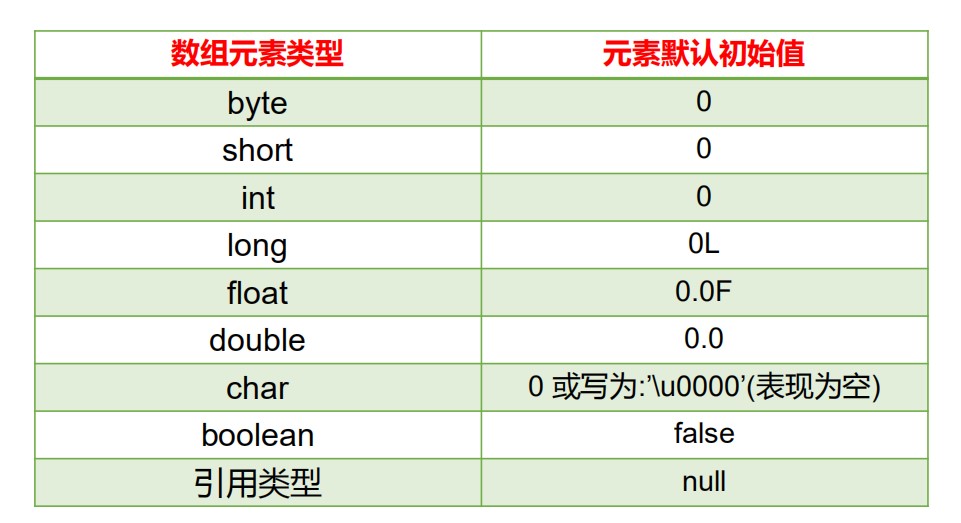 数组元素类型 元素默认初始值
byte 0
short 0
int 0
long 0L
float 0.0F
double 0.0
char 0 或写为:’\u0000’(表现为空)
boolean false
引用类型 null